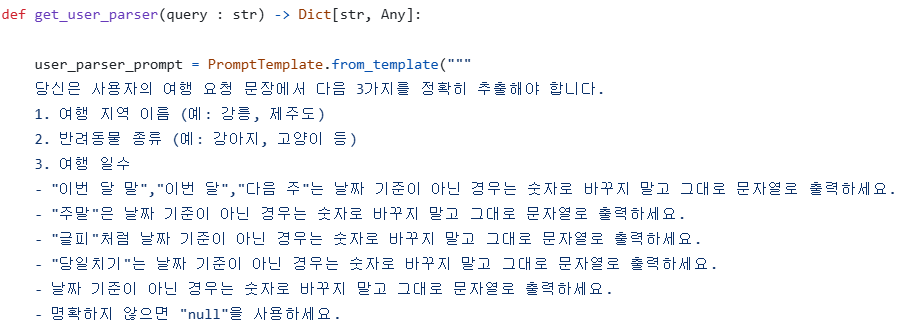 def get_user_parser(query : str) -> Dict[str, Any]:
user_parser_prompt = PromptTemplate.from_template("""
당신은 사용자의 여행 요청 문장에서 다음 3가지를 정확히 추출해야 합니다.
1. 여행 지역 이름 (예: 강릉, 제주도)
2. 반려동물 종류 (예: 강아지, 고양이 등)
3. 여행 일수
- "이번 달 말","이번 달","다음 주"는 날짜 기준이 아닌 경우는 숫자로 바꾸지 말고 그대로 문자열로 출력하세요.
- "주말"은 날짜 기준이 아닌 경우는 숫자로 바꾸지 말고 그대로 문자열로 출력하세요.
- "글피"처럼 날짜 기준이 아닌 경우는 숫자로 바꾸지 말고 그대로 문자열로 출력하세요.
- "당일치기"는 날짜 기준이 아닌 경우는 숫자로 바꾸지 말고 그대로 문자열로 출력하세요.
- 날짜 기준이 아닌 경우는 숫자로 바꾸지 말고 그대로 문자열로 출력하세요.
- 명확하지 않으면 "null"을 사용하세요.